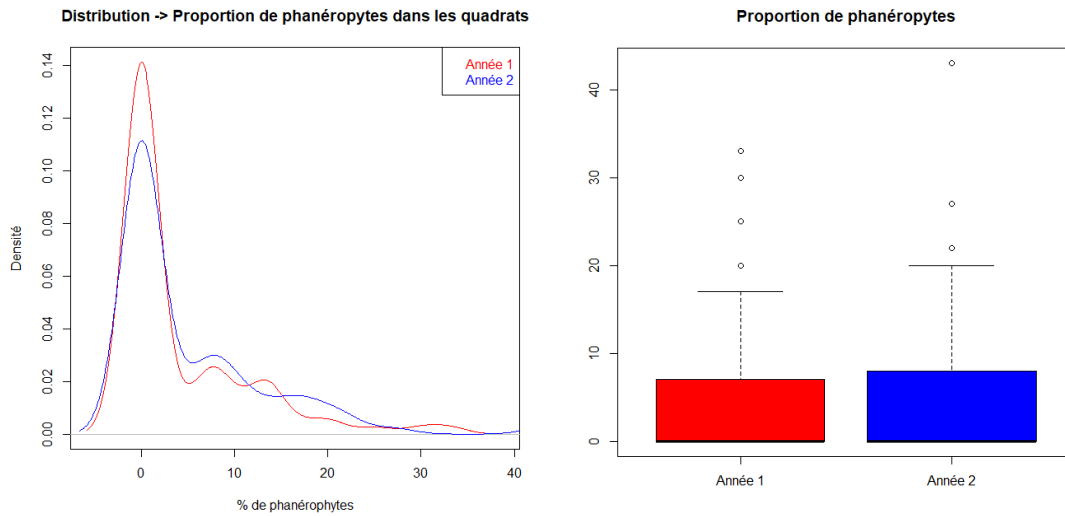 Distribution -> Proportion de phanéropytes dans les quadrats
Année 1
Année 2
0.14
0.12
0.10
0.08
0.06
0.04
0.02
0.00
Densité
0 10 20 30 40
% de phanérophytes
Proportion de phanéropytes
40
30
20
10
0
Année 1 Année 2